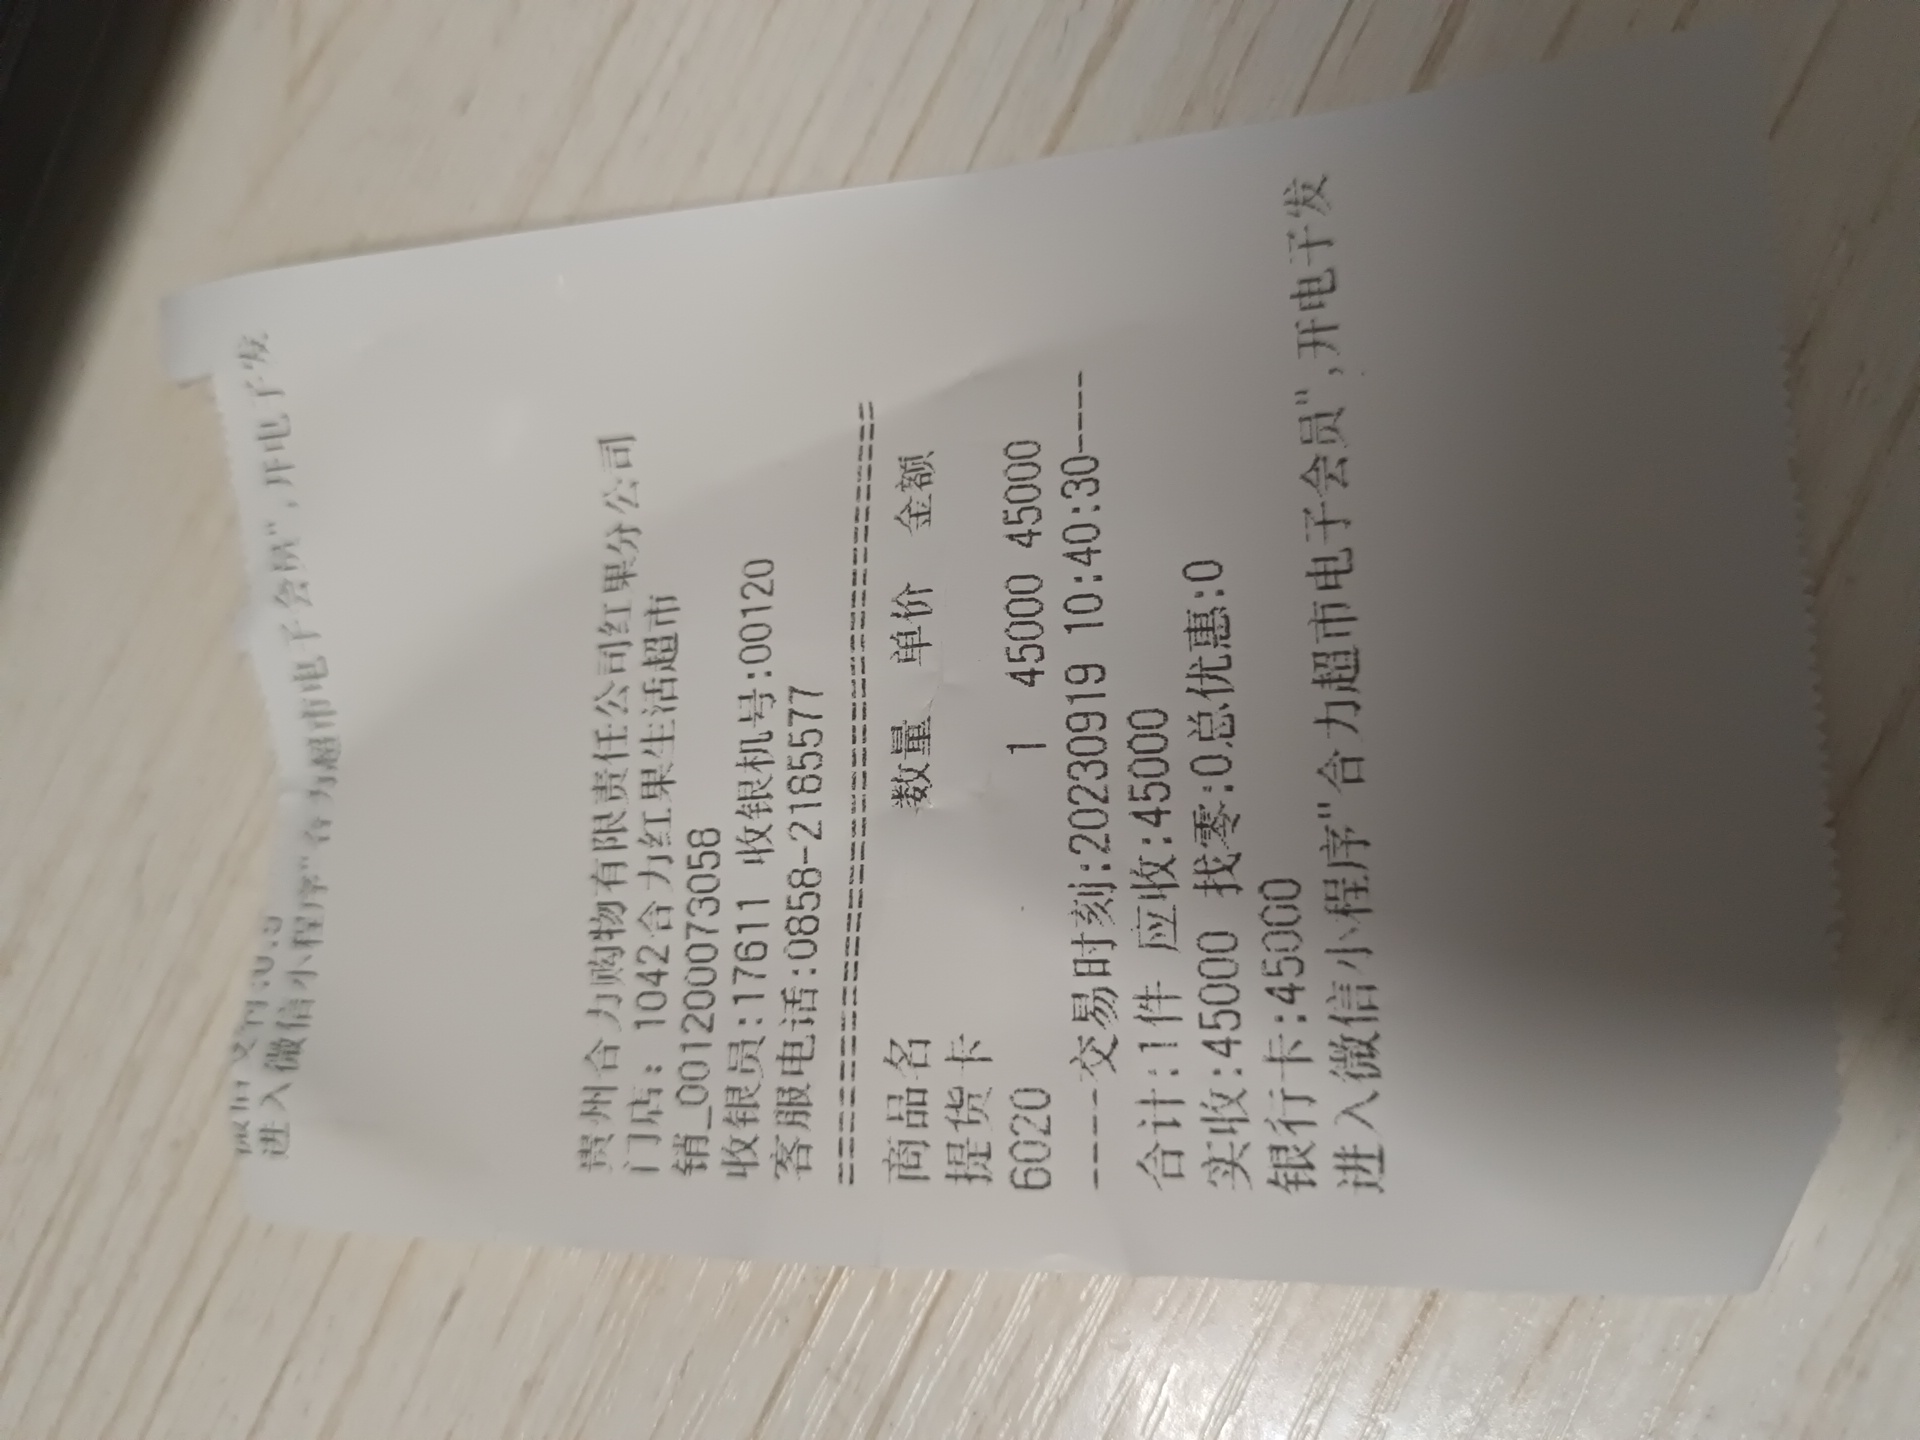 进入微信小程序"合力超市电子会员",开电子发
贵州合力购物有限责任公司红果分公司
门店: 1042合力红果生活超市
销_00120073058
收银员:17611 收银机号:00120
客服电话:0858-2185577
================================
商品名 数量 单价 金额
提货卡
6020 1 45000 45000
----交易时刻:20230919 10:40:30----
合计:1件 应收:45000
实收:45000 找零:0总优惠:0
银行卡:45000
进入微信小程序"合力超市电子会员",开电子发